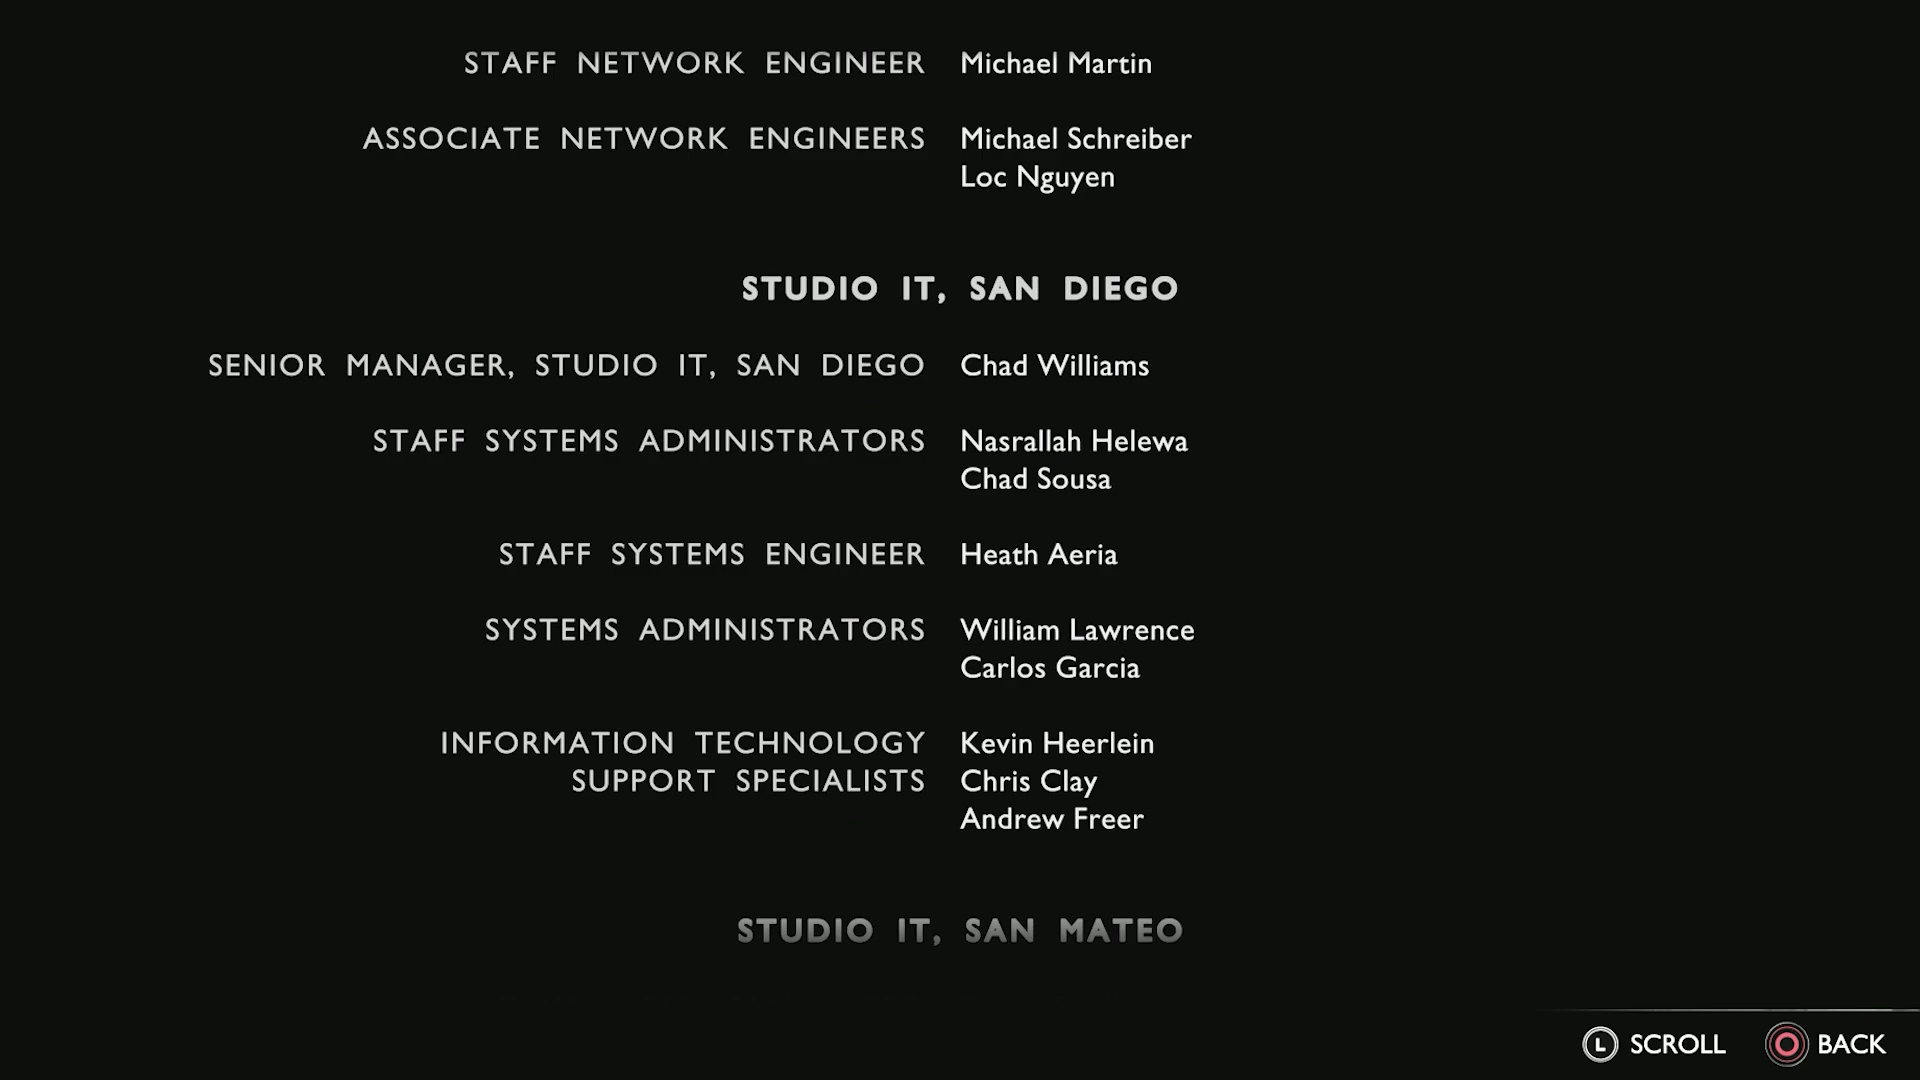 STAFF NETWORK ENGINEER Michael Martin
ASSOCIATE NETWORK ENGINEERS Michael Schreiber
Loc Nguyen
STUDIO IT, SAN DIEGO
SENIOR MANAGER, STUDIO IT, SAN DIEGO Chad Williams
STAFF SYSTEMS ADMINISTRATORS Nasrallah Helewa
Chad Sousa
STAFF SYSTEMS ENGINEER Heath Aeria
SYSTEMS ADMINISTRATORS William Lawrence
Carlos Garcia
INFORMATION TECHNOLOGY Kevin Heerlein
SUPPORT SPECIALISTS Chris Clay
Andrew Freer
STUDIO IT, SAN MATEO
L SCROLL BACK